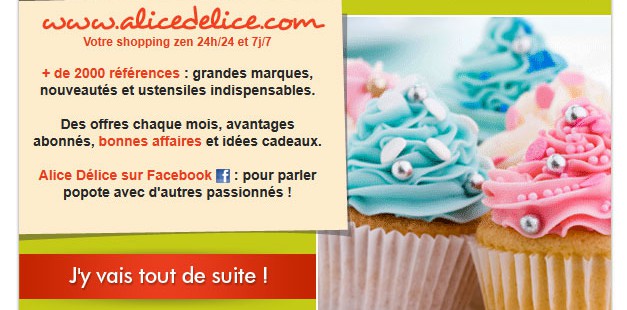 www.alicedelice.com
Votre shopping zen 24h/24 et 7j/7
+ de 2000 références : grandes marques,
nouveautés et ustensiles indispensables.
Des offres chaque mois, avantages
abonnés, bonnes affaires et idées cadeaux.
Alice Délice sur Facebook f : pour parler
popote avec d'autres passionnés !
J'y vais tout de suite !